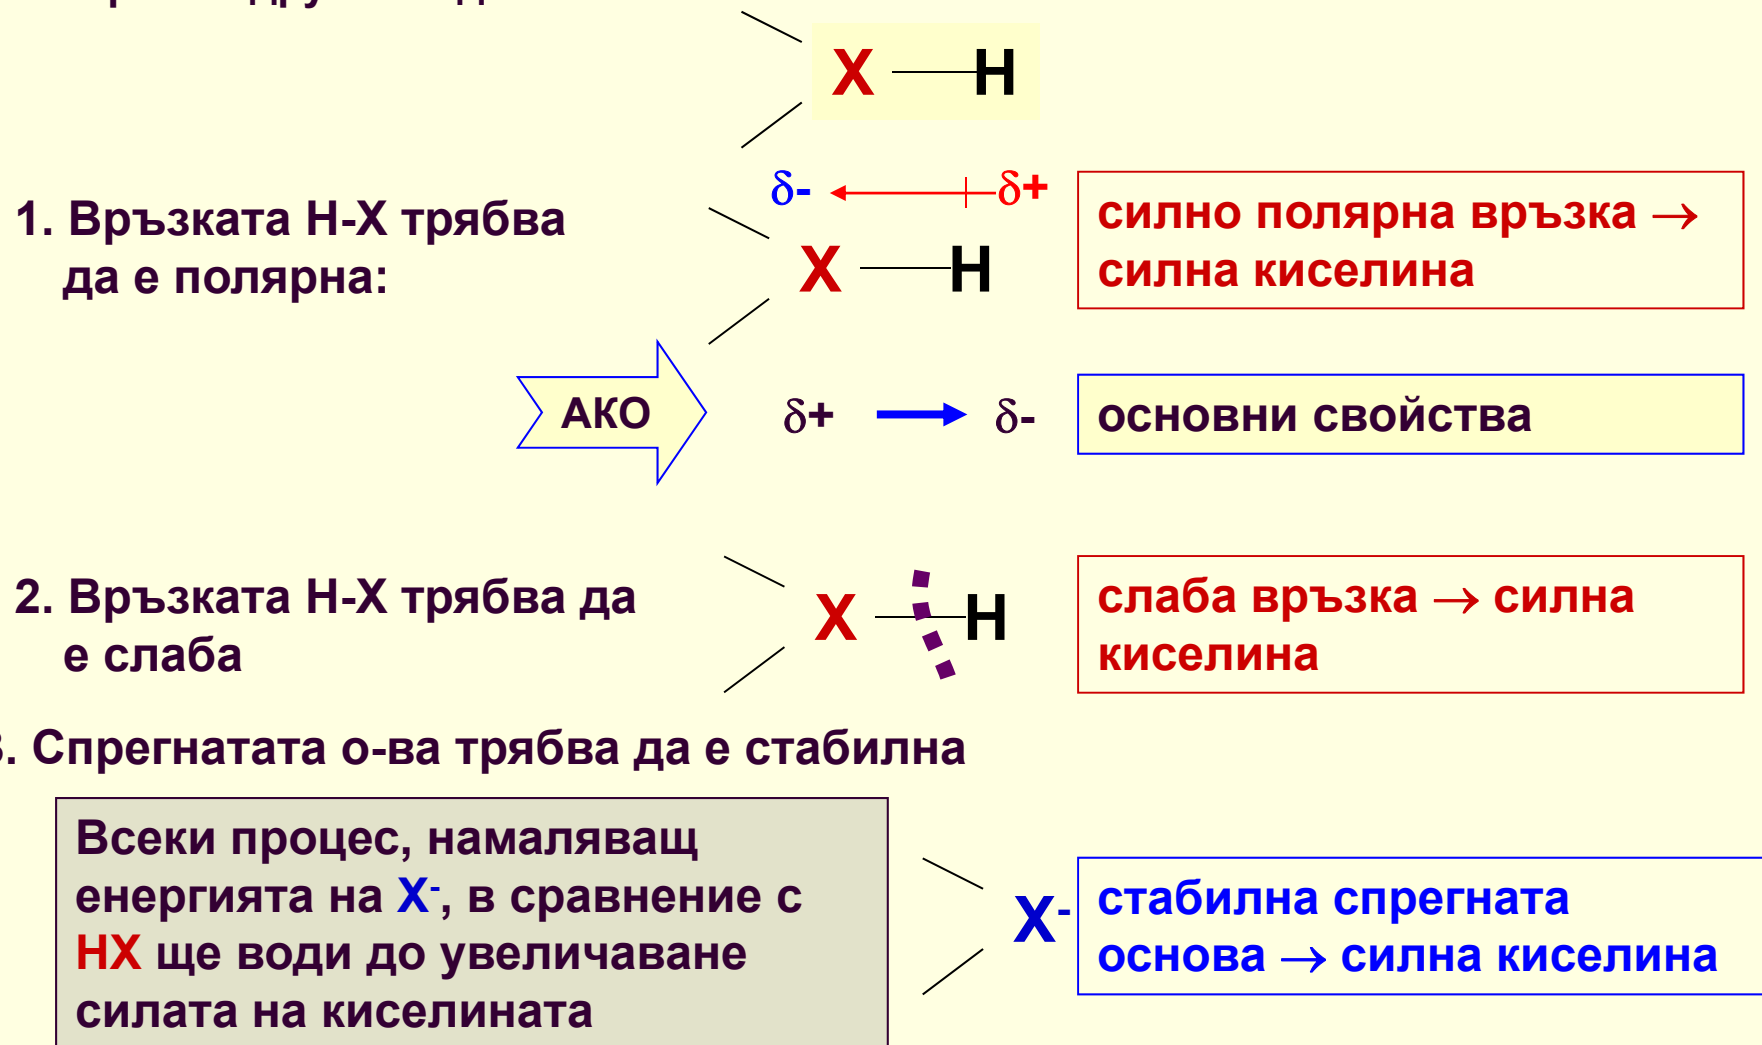 X H
δ- δ+
1. Връзката H-X трябва
да е полярна:
X H
силно полярна връзка →
силна киселина
АКО
δ+ δ-
основни свойства
2. Връзката H-X трябва да
е слаба
X H
слаба връзка → силна
киселина
. Спрегнатата о-ва трябва да е стабилна
Всеки процес, намаляващ
енергията на X-, в сравнение с
HX ще води до увеличаване
силата на киселината
X-
стабилна спрегната
основа → силна киселина